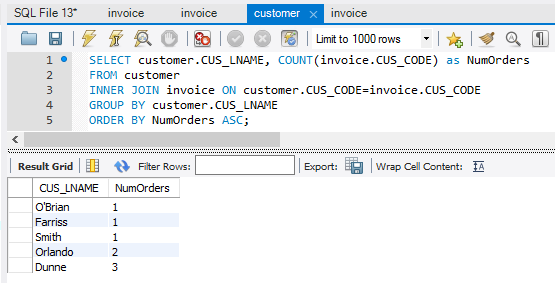 SQL File 13* invoice invoice customer × invoice
Limit to 1000 rows
1 SELECT customer.CUS_LNAME, COUNT(invoice.CUS_CODE) as NumOrders
2 FROM customer
3 INNER JOIN invoice ON customer.CUS_CODE=invoice.CUS_CODE
4 GROUP BY customer.CUS_LNAME
5 ORDER BY NumOrders ASC;
Result Grid Filter Rows: Export: Wrap Cell Content: IA
CUS_LNAME NumOrders
O'Brian 1
Farriss 1
Smith 1
Orlando 2
Dunne 3